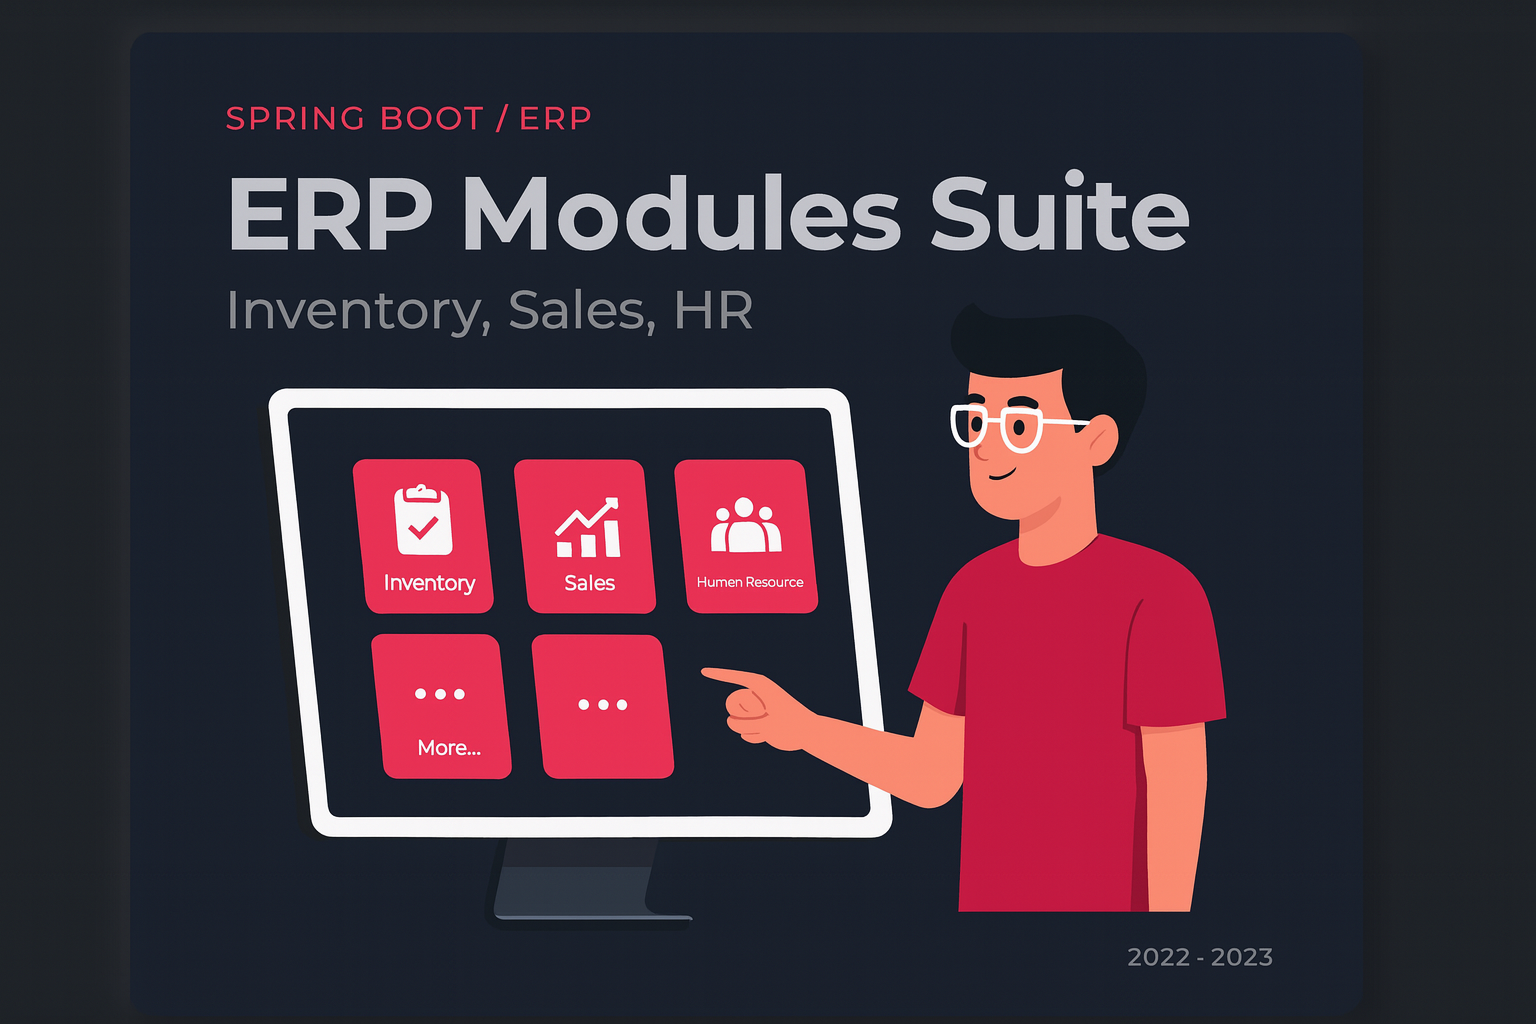 SPRING BOOT / ERP
ERP Modules Suite
Inventory, Sales, HR
Inventory
Sales
Humen Resource
More...
2022 - 2023